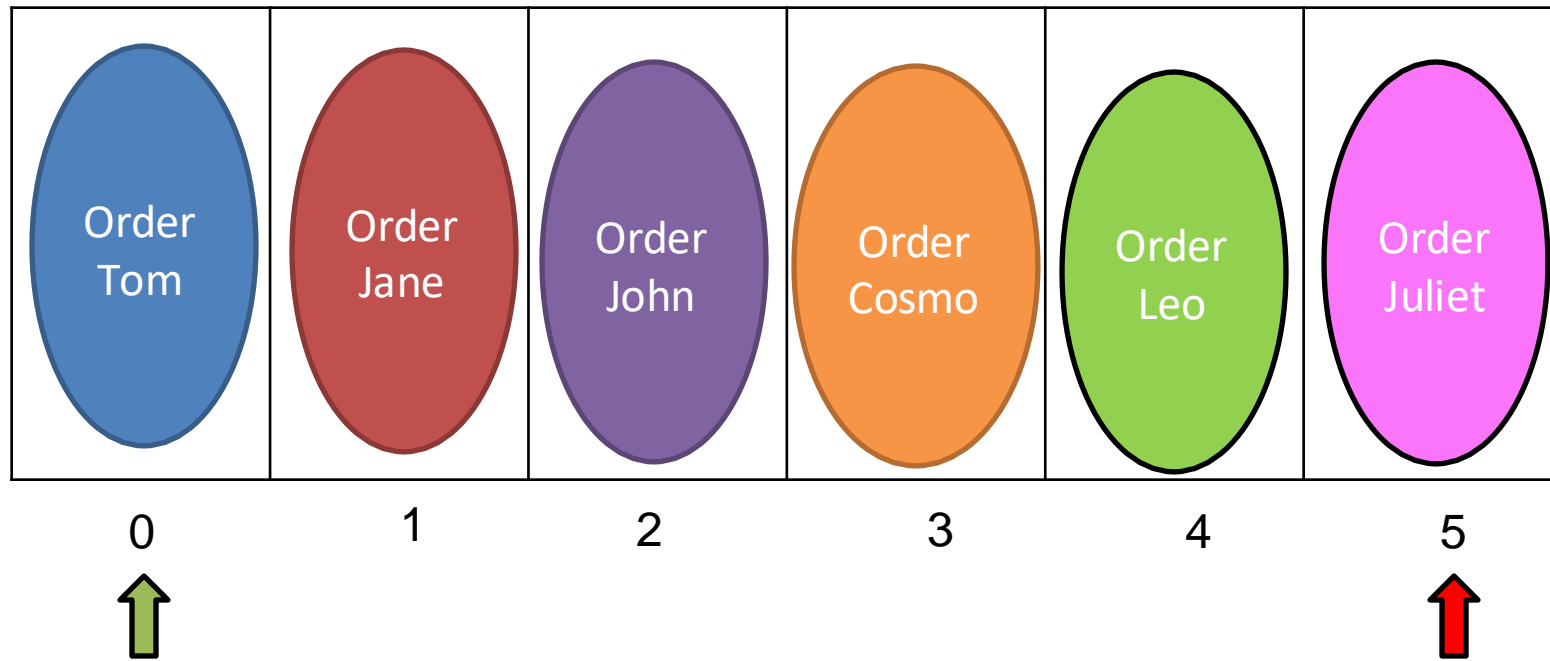 Order
Tom
Order
Jane
Order
John
Order
Cosmo
Order
Leo
Order
Juliet
0
1
2
3
4
5